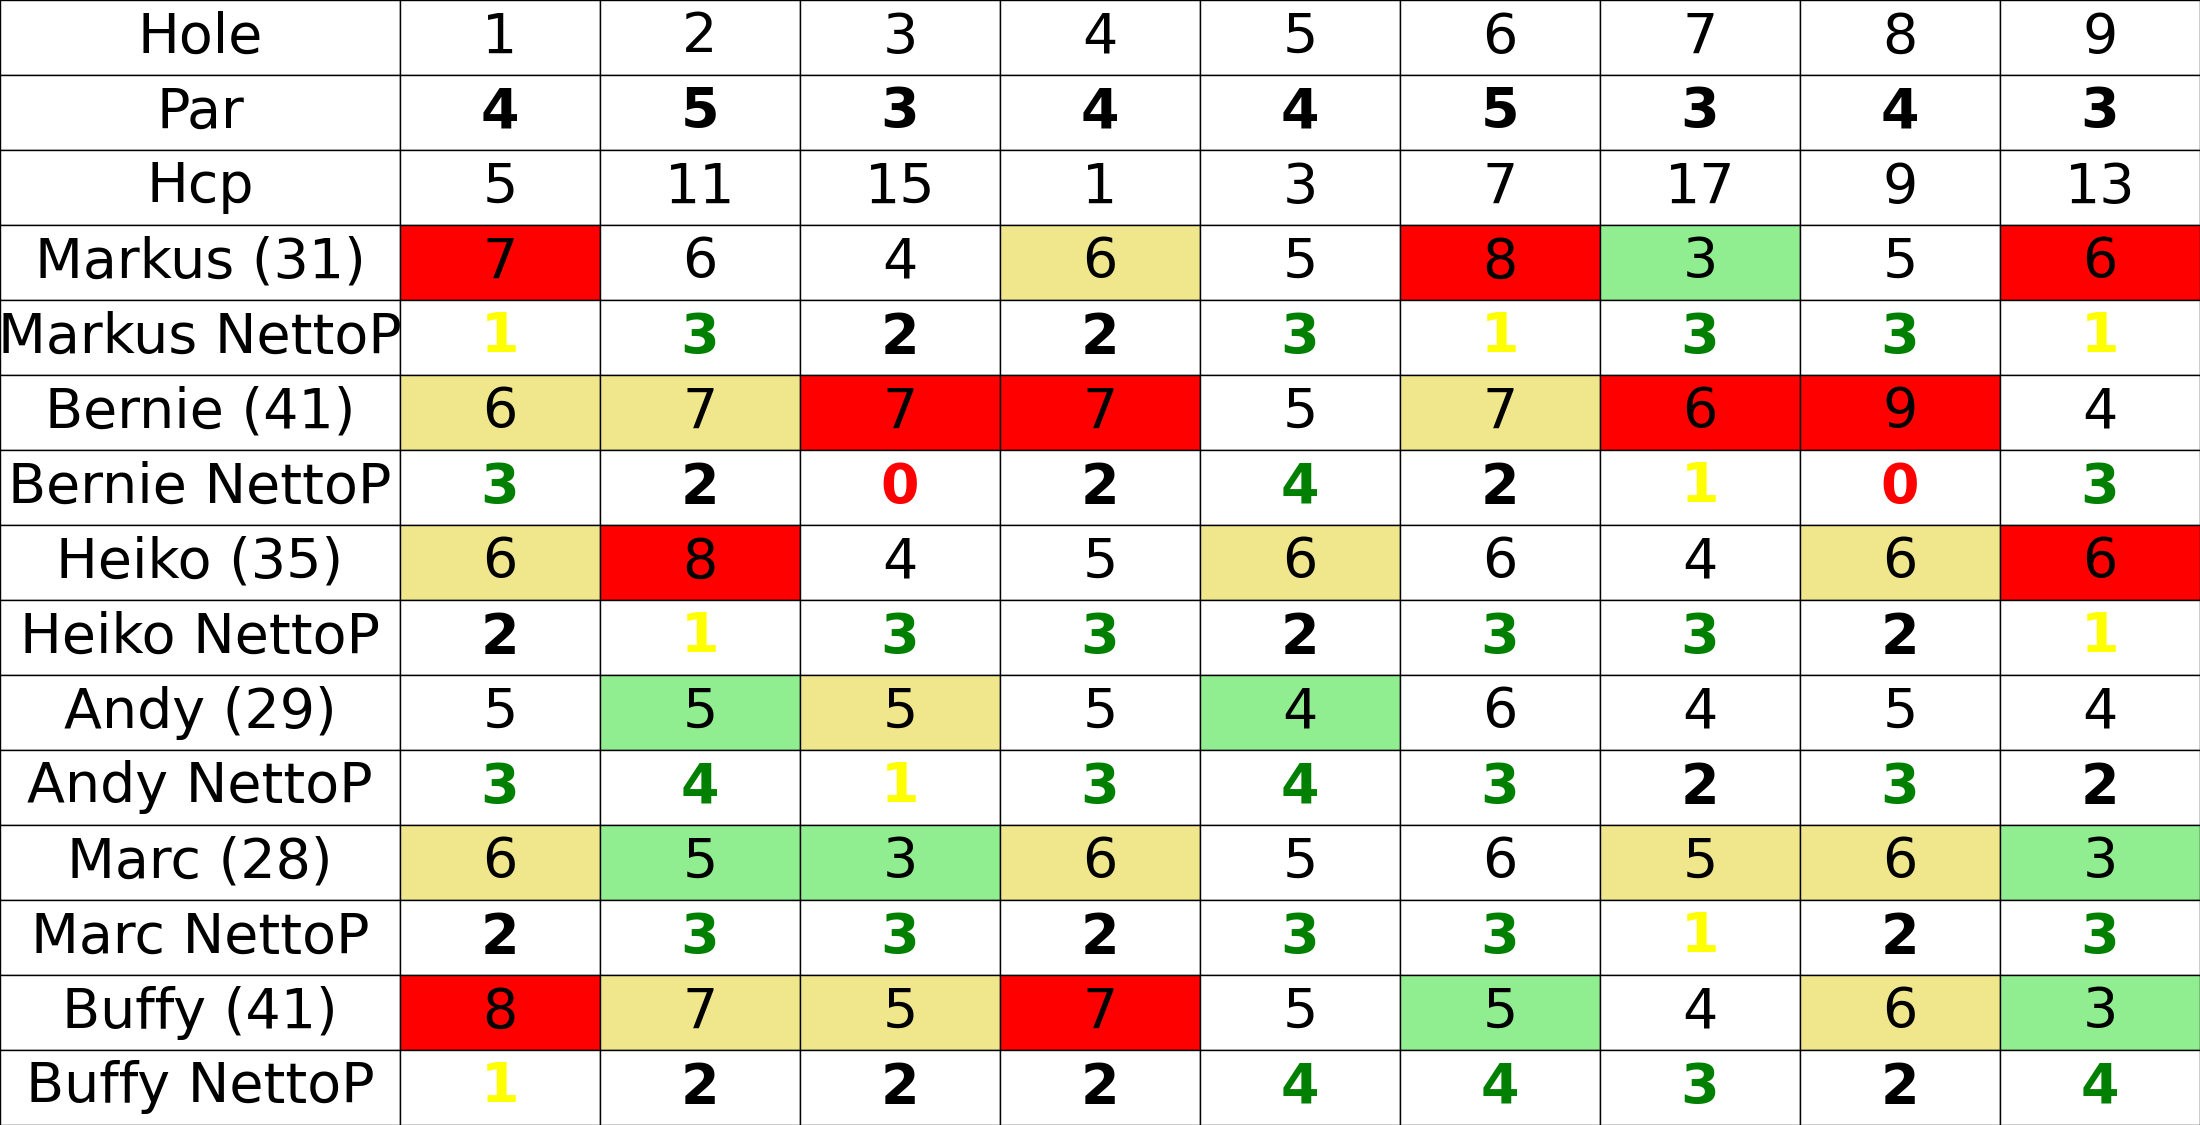 Hole 1 2 3 4 5 6 7 8 9
Par 4 5 3 4 4 5 3 4 3
Hcp 5 11 15 1 3 7 17 9 13
Markus (31) 7 6 4 6 5 8 3 5 6
Markus NettoP 1 3 2 2 3 1 3 3 1
Bernie (41) 6 7 7 7 5 7 6 9 4
Bernie NettoP 3 2 0 2 4 2 1 0 3
Heiko (35) 6 8 4 5 6 6 4 6 6
Heiko NettoP 2 1 3 3 2 3 3 2 1
Andy (29) 5 5 5 5 4 6 4 5 4
Andy NettoP 3 4 1 3 4 3 2 3 2
Marc (28) 6 5 3 6 5 6 5 6 3
Marc NettoP 2 3 3 2 3 3 1 2 3
Buffy (41) 8 7 5 7 5 5 4 6 3
Buffy NettoP 1 2 2 2 4 4 3 2 4